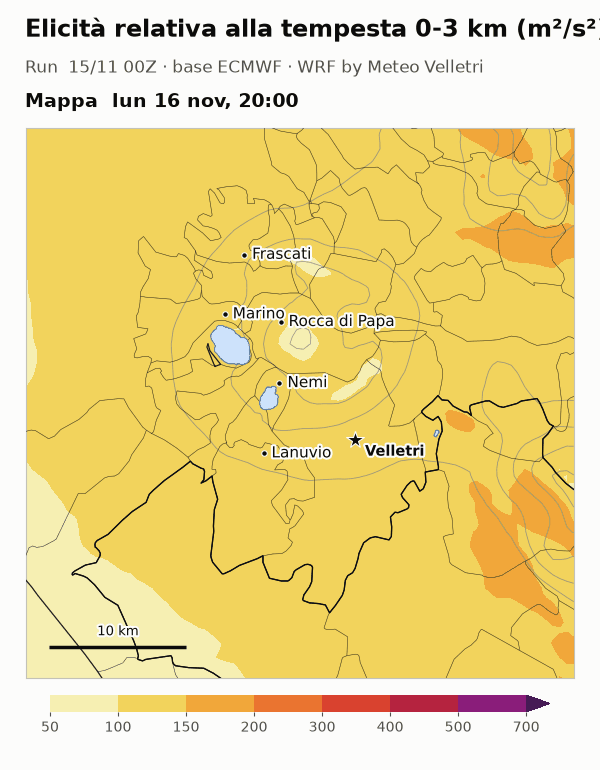 Elicità relativa alla tempesta 0-3 km (m²/s²)
Run  15/11 00Z · base ECMWF · WRF by Meteo Velletri
Mappa  lun 16 nov, 20:00
Frascati
Marino
Rocca di Papa
Nemi
Velletri
Lanuvio
10 km
50 100 150 200 300 400 500 700